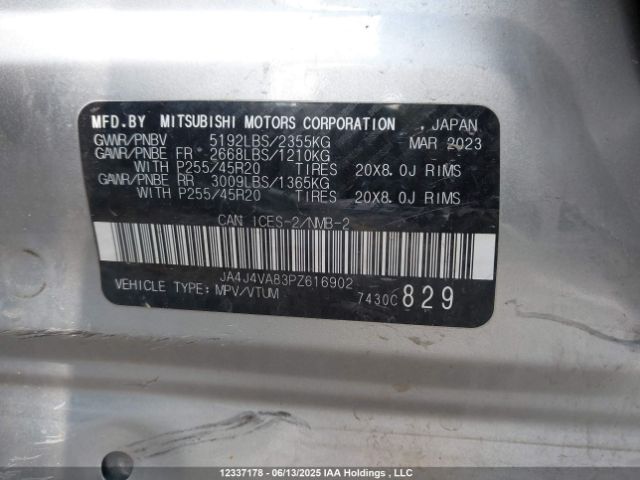 MFD.BY MITSUBISHI MOTORS CORPORATION , JAPAN
GVWR/PNBV 5192LBS/2355KG MAR 2023
GAWR/PNBE FR 2668LBS/1210KG
WITH P255/45R20 TIRES 20X8.0J RIMS
GAWR/PNBE RR 3009LBS/1365KG
WITH P255/45R20 TIRES 20X8.0J RIMS
CAN ICES-2/NMB-2
JA4J4VA83PZ616902
VEHICLE TYPE: MPV/VTUM 7430C 829
12337178 - 06/13/2025 IAA Holdings , LLC